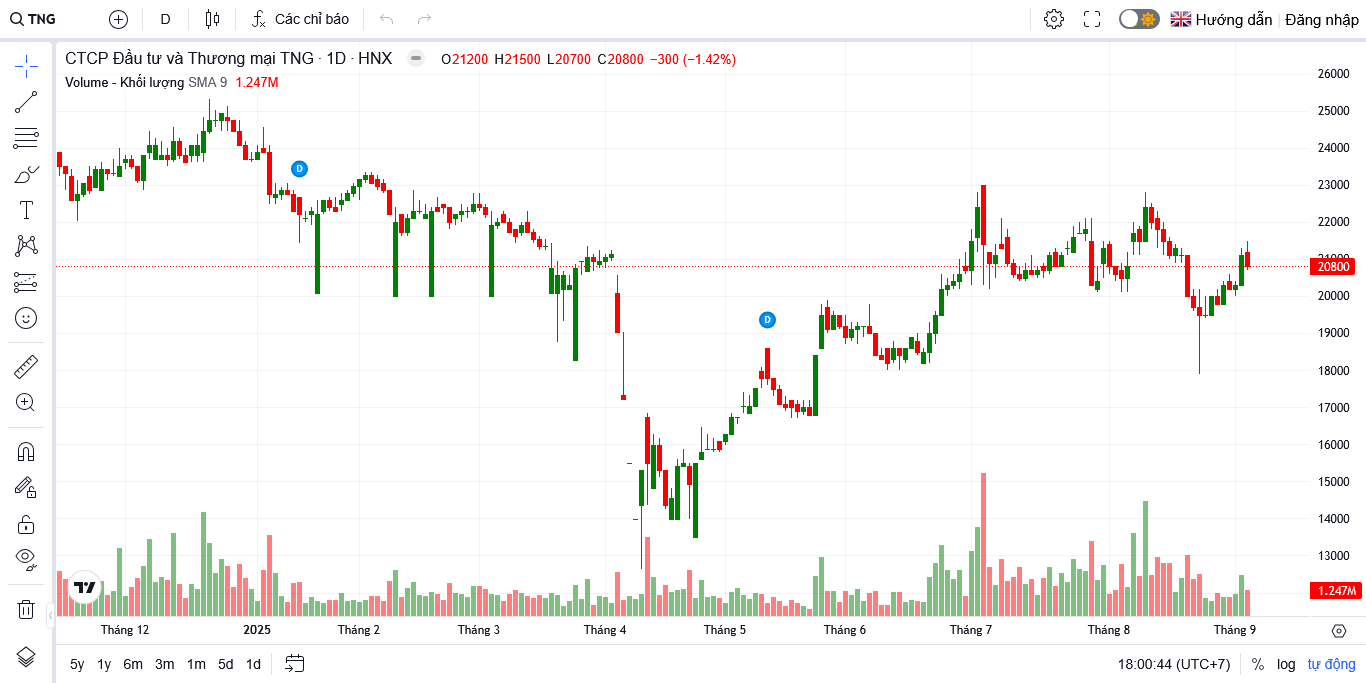 TNG D Các chỉ báo Hướng dẫn Đăng nhập
CTCP Đầu tư và Thương mại TNG · 1D · HNX O21200 H21500 L20700 C20800 −300 (−1.42%)
Volume - Khối lượng SMA 9 1.247M
D
D
26000
25000
24000
23000
22000
21000
20800
20000
19000
18000
17000
16000
15000
14000
13000
1.247M
Tháng 12 2025 Tháng 2 Tháng 3 Tháng 4 Tháng 5 Tháng 6 Tháng 7 Tháng 8 Tháng 9
5y 1y 6m 3m 1m 5d 1d 18:00:44 (UTC+7) % log tự động